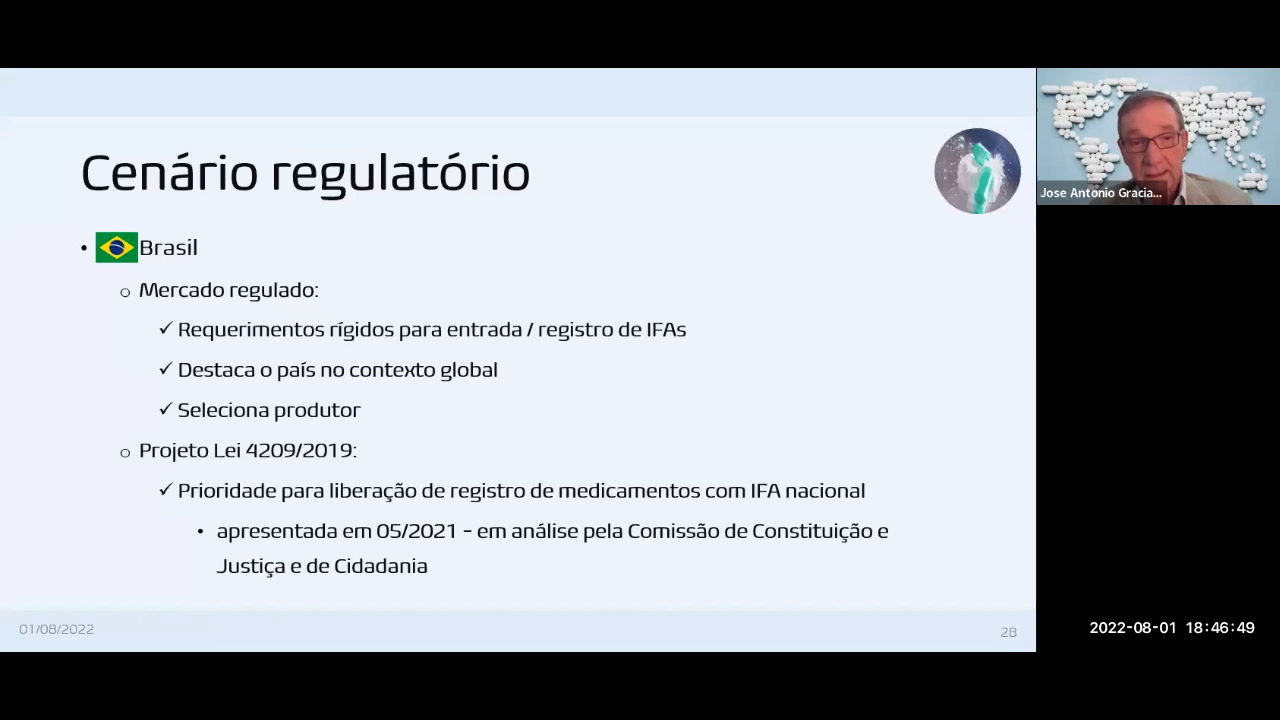 Cenário regulatório
Brasil
Mercado regulado:
Requerimentos rígidos para entrada / registro de IFAs
Destaca o país no contexto global
Seleciona produtor
Projeto Lei 4209/2019:
Prioridade para liberação de registro de medicamentos com IFA nacional
apresentada em 05/2021 - em análise pela Comissão de Constituição e
Justiça e de Cidadania
01/08/2022
28
Jose Antonio Gracia...
2022-08-01 18:46:49